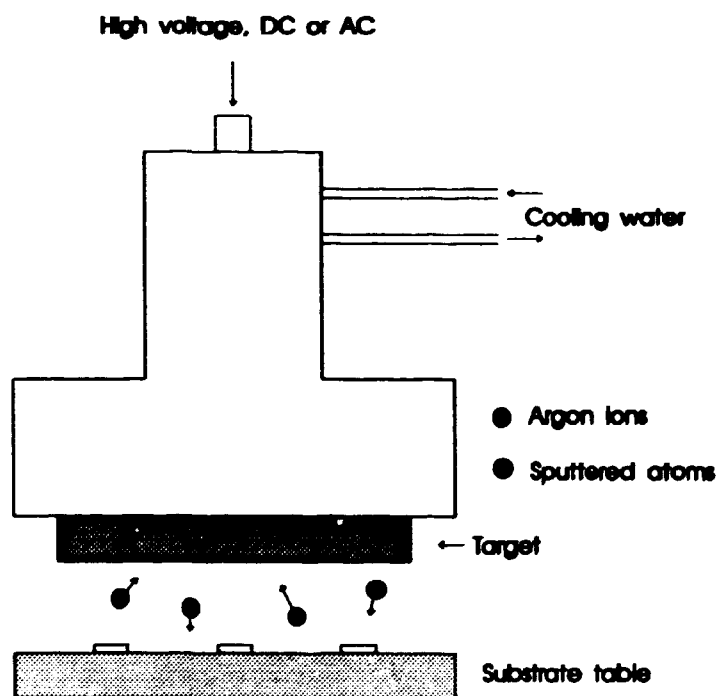 High voltage, DC or AC
Cooling water
Argon ions
Sputtered atoms
Target
Substrate table